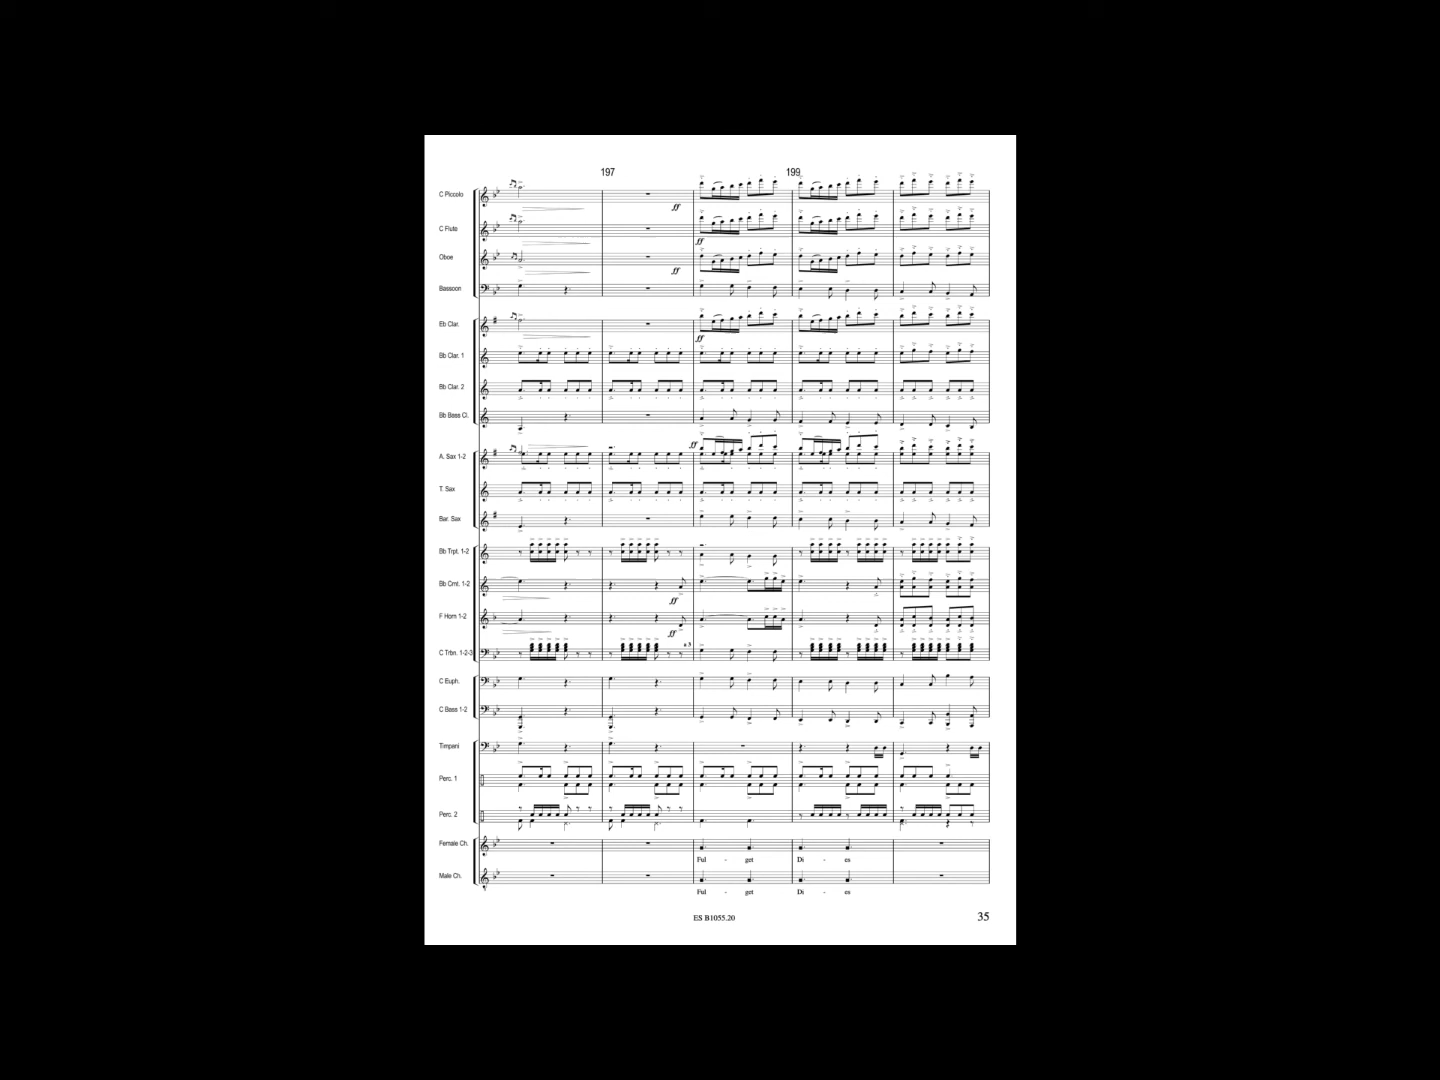 197
199
C Piccolo
ff
C Flute
ff
Oboe
ff
Bassoon
Eb Clar.
ff
Bb Clar. 1
Bb Clar. 2
Bb Bass Cl.
A. Sax 1-2
ff
T. Sax
Bar. Sax
Bb Trpt. 1-2
Bb Crnt. 1-2
ff
F Horn 1-2
ff
C Trbn. 1-2-3
C Euph.
C Bass 1-2
Timpani
Perc. 1
Perc. 2
Female Ch.
Ful - get Di - es
Male Ch.
Ful - get Di - es
ES B1055.20
35